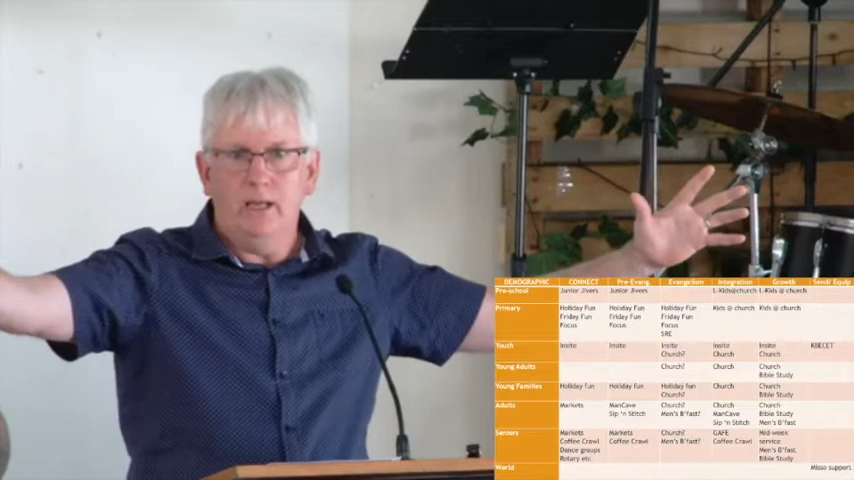 DEMOGRAPHIC CONNECT Pre-Evang. Evangelism Integration Growth Send/ Equip
Pre-school Junior Jivers Junior Jivers L-Kids@church L-Kids @ church
Primary Holiday Fun Holiday Fun Holiday Fun Kids @ church Kids @ church
Friday Fun Friday Fun Friday Fun
Focus Focus Focus
SRE
Youth Insite Insite Insite Insite Insite KBECET
Church? Church Church
Young Adults Church? Church Church
Bible Study
Young Families Holiday fun Holiday fun Holiday fun Church Church
Church? Bible Study
Adults Markets ManCave Church? Church Church
Sip 'n Stitch Men's B'fast? ManCave Bible Study
Sip 'n Stitch Men's B'fast
Seniors Markets Markets Church? GAFE Mid-week
Coffee Crawl Coffee Crawl Men's B'fast? Coffee Crawl service
Dance groups Men's B'fast
Rotary etc Bible Study
World Misso support